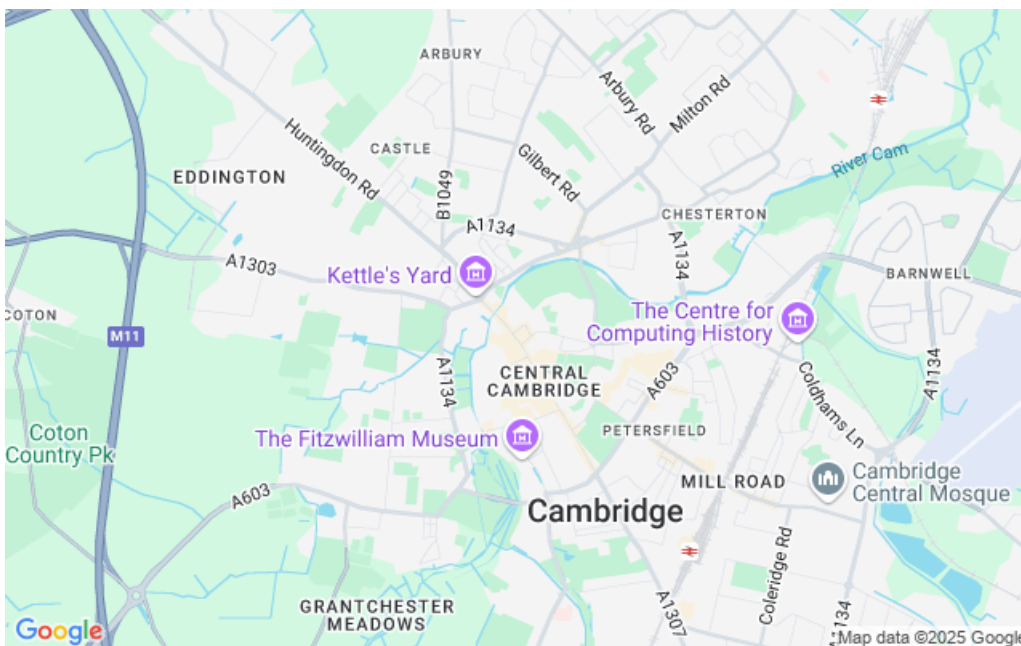 ARBURY
Arbury Rd
Milton Rd
Huntingdon Rd
CASTLE
Gilbert Rd
River Cam
EDDINGTON
B1049
A1134
CHESTERTON
A1134
A1303
Kettle's Yard
BARNWELL
COTON
M11
The Centre for
Computing History
A1134
CENTRAL
CAMBRIDGE
A603
Coldhams Ln
A1134
Coton
Country Pk
The Fitzwilliam Museum
PETERSFIELD
A603
MILL ROAD
Cambridge
Central Mosque
Cambridge
Coleridge Rd
GRANTCHESTER
MEADOWS
A1307
A1134
Google
Map data ©2025 Google